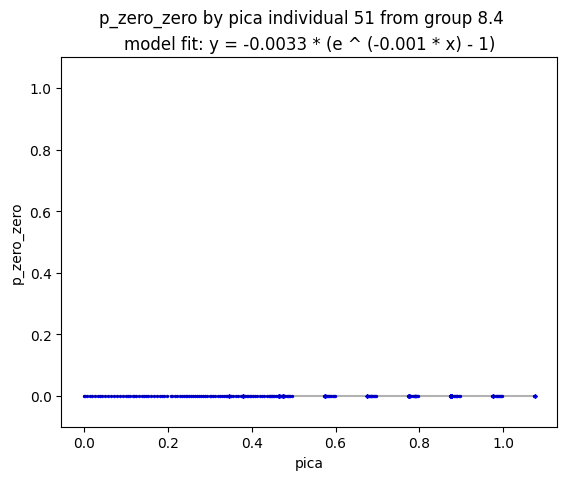 p_zero_zero by pica individual 51 from group 8.4
model fit: y = -0.0033 * (e ^ (-0.001 * x) - 1)
1.0
0.8
0.6
0.4
0.2
0.0
p_zero_zero
0.0 0.2 0.4 0.6 0.8 1.0
pica